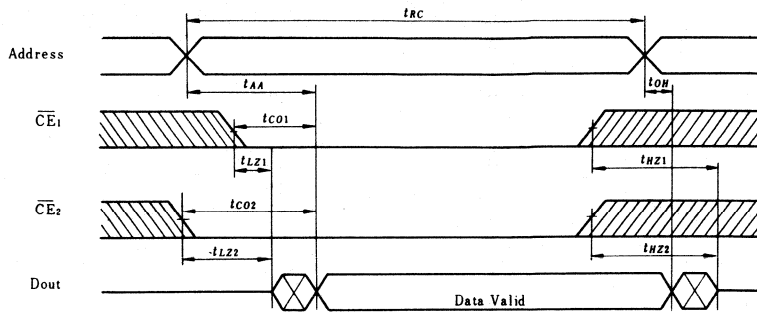 tRC
Address
tAA
tOH
CE1
tCO1
tLZ1
tHZ1
CE2
tCO2
tLZ2
tHZ2
Dout
Data Valid